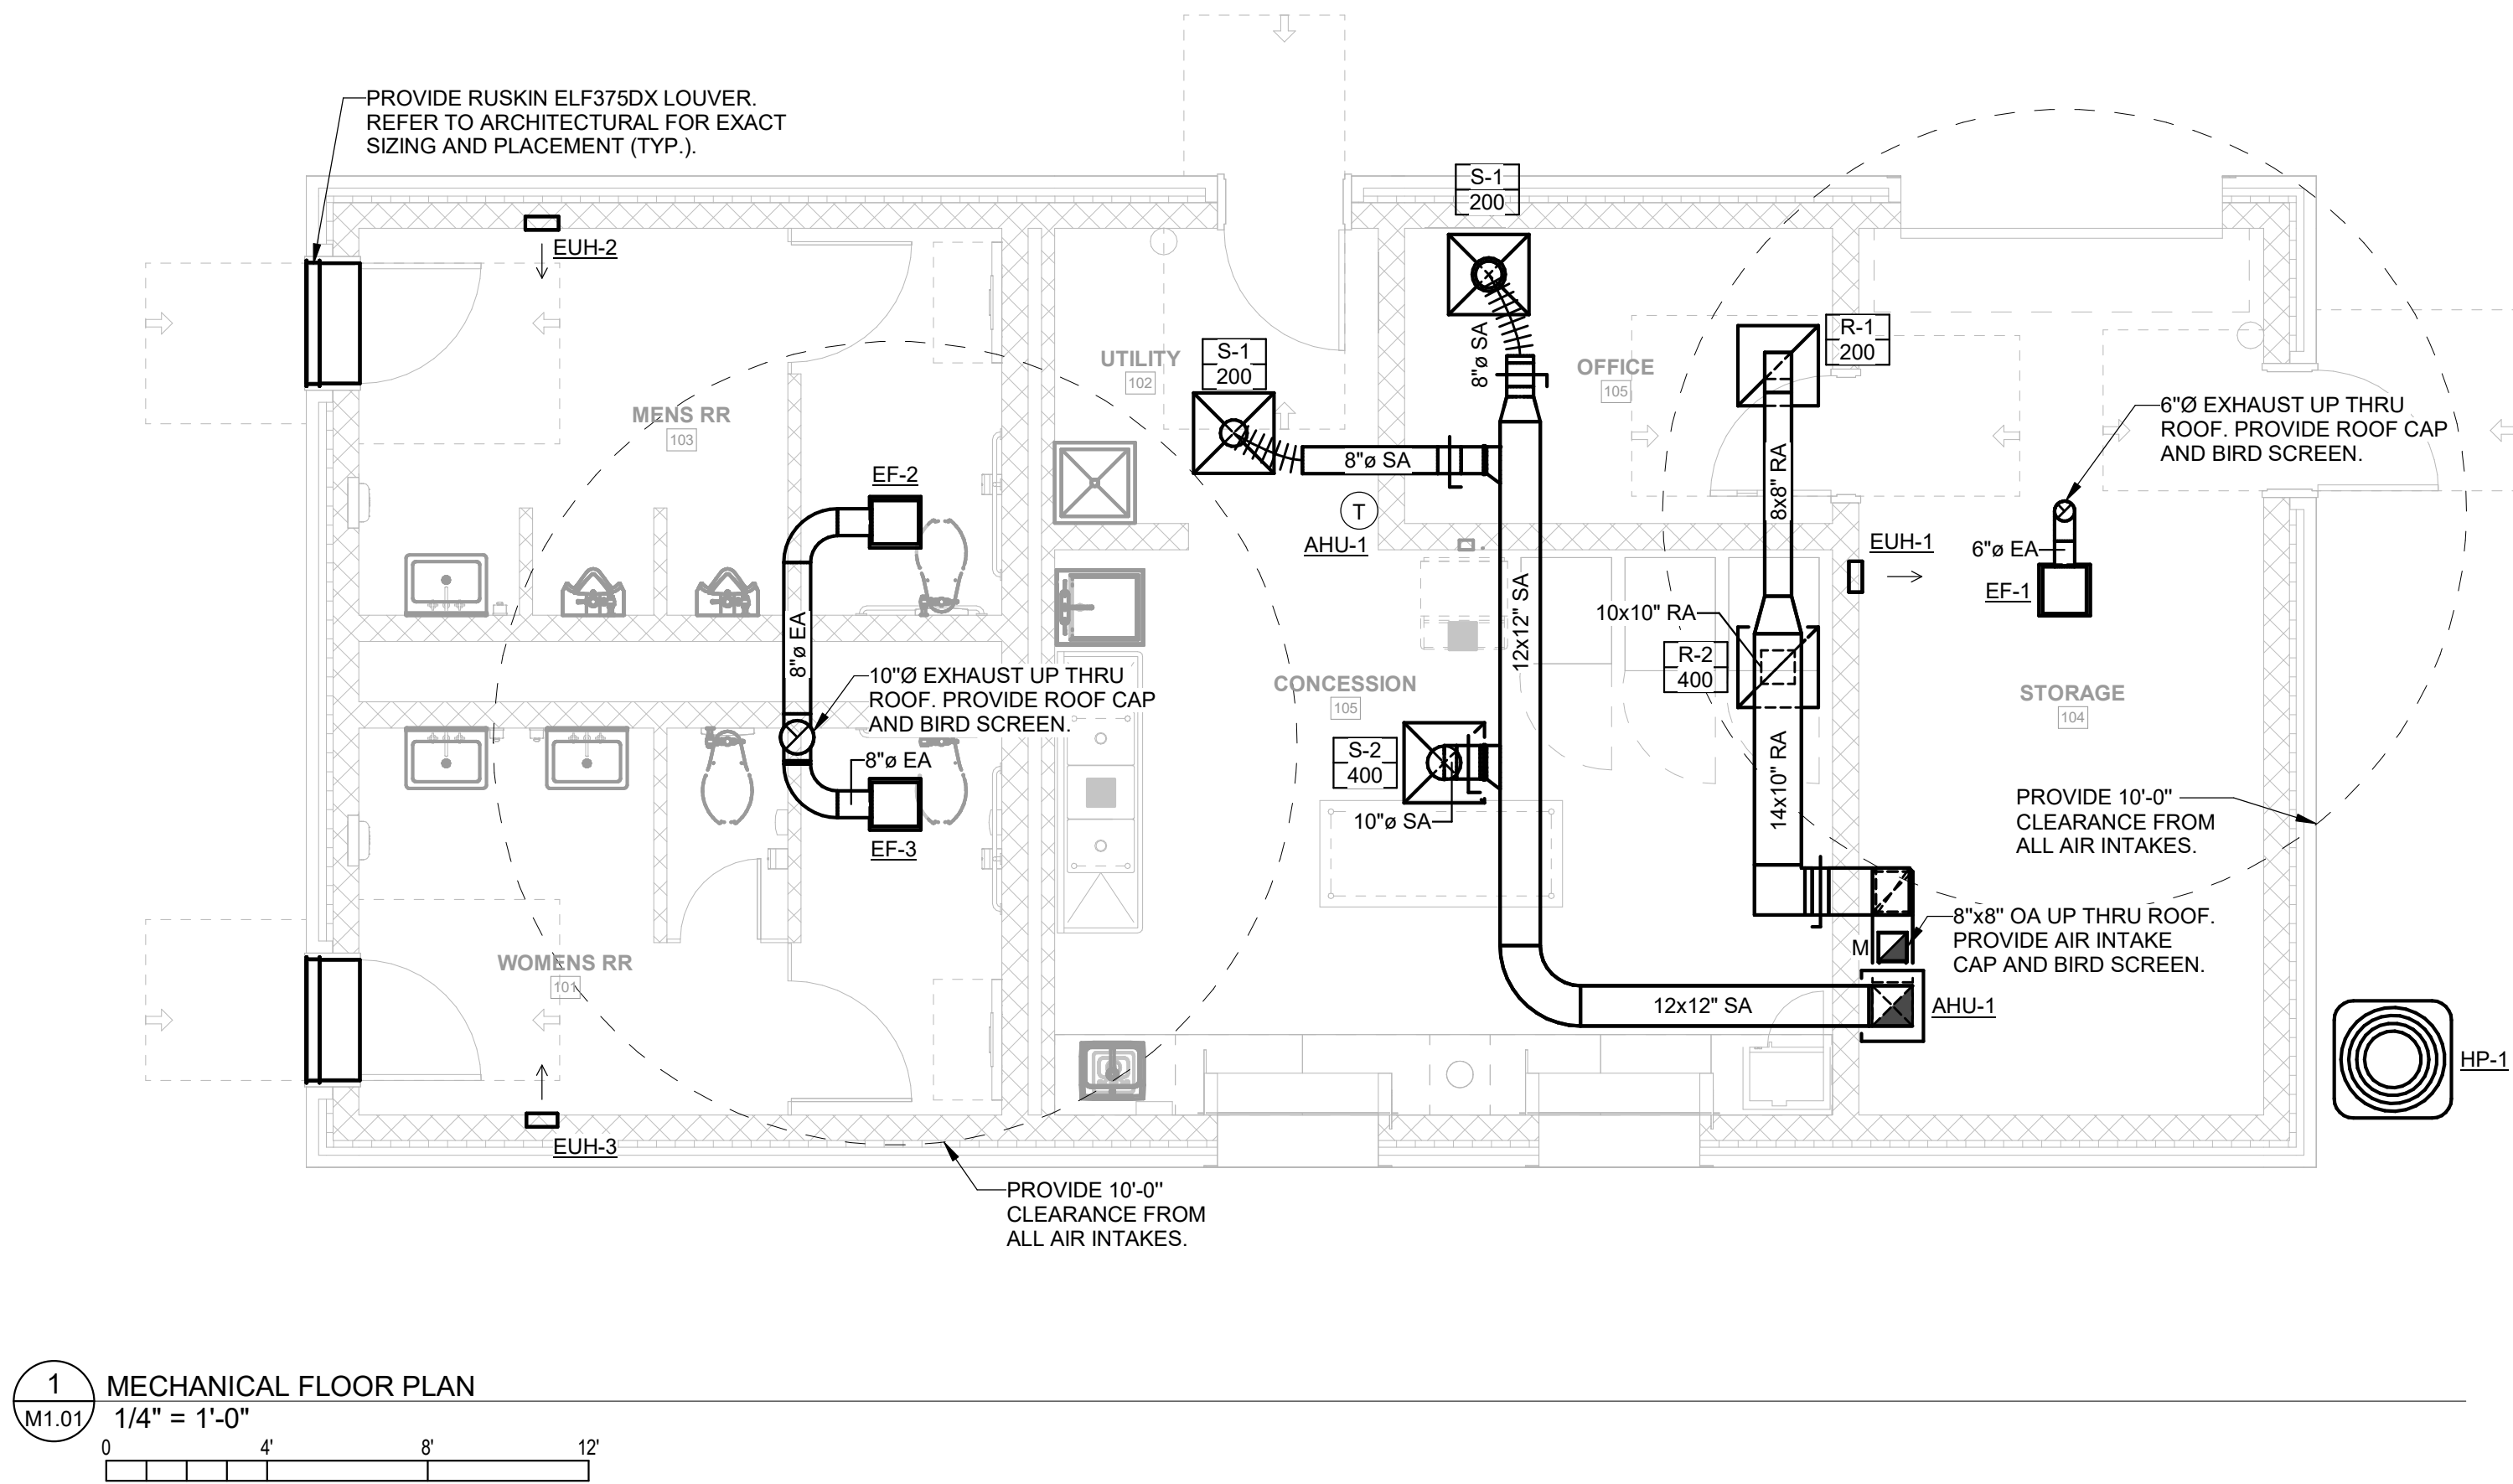 PROVIDE RUSKIN ELF375DX LOUVER.
REFER TO ARCHITECTURAL FOR EXACT
SIZING AND PLACEMENT (TYP.).
S-1
200
EUH-2
S-1
200
8"ø SA
R-1
200
UTILITY
102
OFFICE
105
MENS RR
103
6"Ø EXHAUST UP THRU
ROOF. PROVIDE ROOF CAP
AND BIRD SCREEN.
8"ø SA
EF-2
8x8" RA
T
AHU-1
EUH-1
6"ø EA
EF-1
12x12" SA
10x10" RA
8"ø EA
R-2
400
10"Ø EXHAUST UP THRU
ROOF. PROVIDE ROOF CAP
AND BIRD SCREEN.
CONCESSION
105
STORAGE
104
8"ø EA
S-2
400
14x10" RA
10"ø SA
EF-3
PROVIDE 10'-0"
CLEARANCE FROM
ALL AIR INTAKES.
8"x8" OA UP THRU ROOF.
PROVIDE AIR INTAKE
CAP AND BIRD SCREEN.
M
WOMENS RR
101
12x12" SA
AHU-1
HP-1
EUH-3
PROVIDE 10'-0"
CLEARANCE FROM
ALL AIR INTAKES.
1
M1.01
MECHANICAL FLOOR PLAN
1/4" = 1'-0"
0 4' 8' 12'